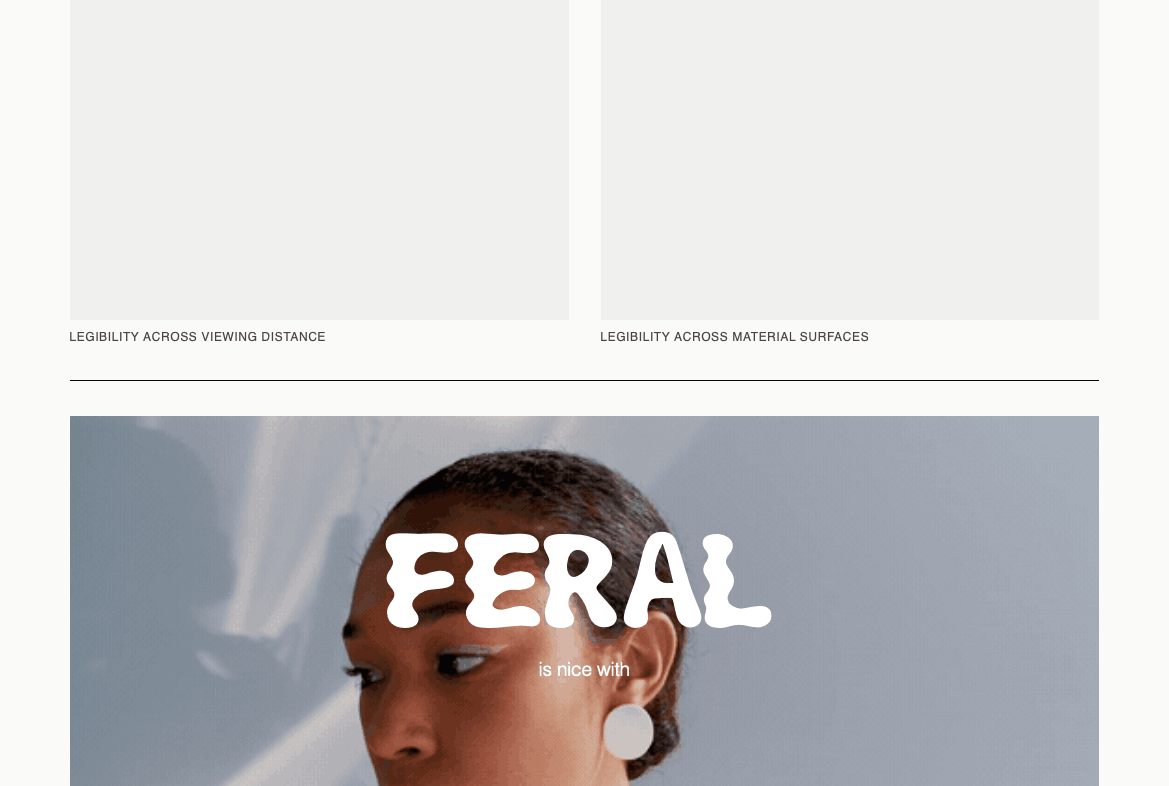 LEGIBILITY ACROSS VIEWING DISTANCE
LEGIBILITY ACROSS MATERIAL SURFACES
FERAL
is nice with